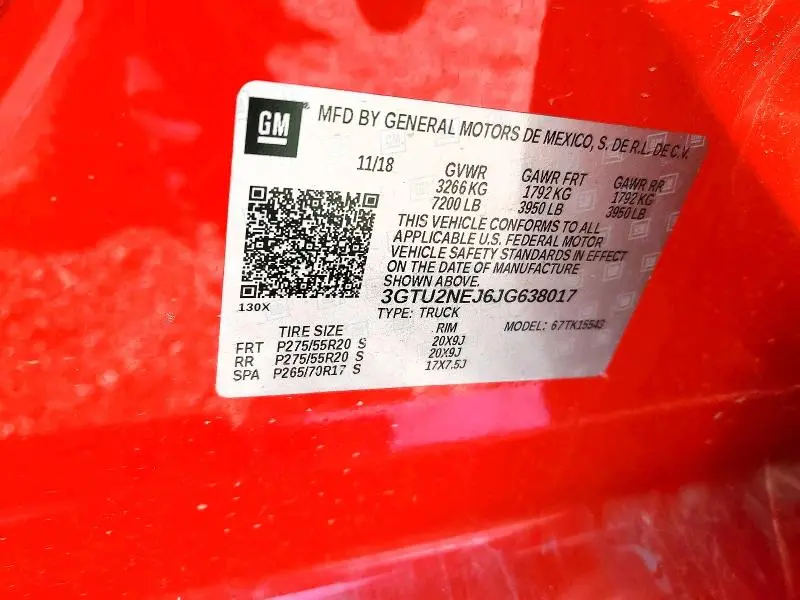 GM
MFD BY GENERAL MOTORS DE MEXICO, S. DE R.L. DE C.V.
11/18 GVWR GAWR FRT GAWR RR
3266 KG 1792 KG 1792 KG
7200 LB 3950 LB 3950 LB
THIS VEHICLE CONFORMS TO ALL
APPLICABLE U.S. FEDERAL MOTOR
VEHICLE SAFETY STANDARDS IN EFFECT
ON THE DATE OF MANUFACTURE
SHOWN ABOVE.
3GTU2NEJ6JG638017
130X
TYPE: TRUCK
TIRE SIZE RIM MODEL: 67TK15543
FRT P275/55R20 S 20X9J
RR P275/55R20 S 20X9J
SPA P265/70R17 S 17X7.5J